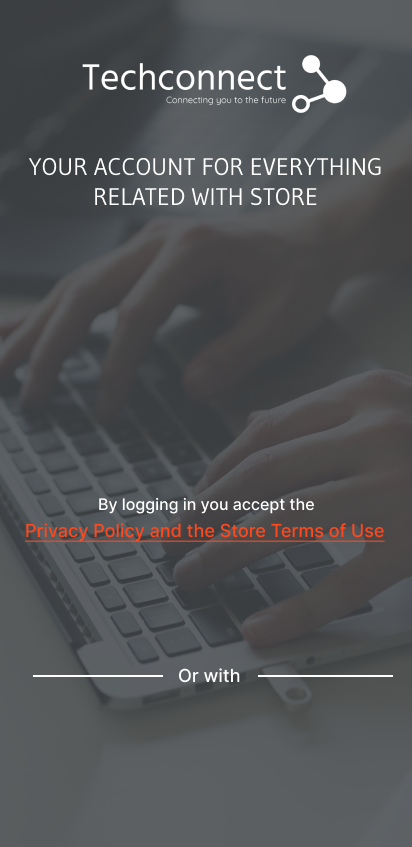 Techconnect
Connecting you to the future
YOUR ACCOUNT FOR EVERYTHING
RELATED WITH STORE
By logging in you accept the
Privacy Policy and the Store Terms of Use
Or with